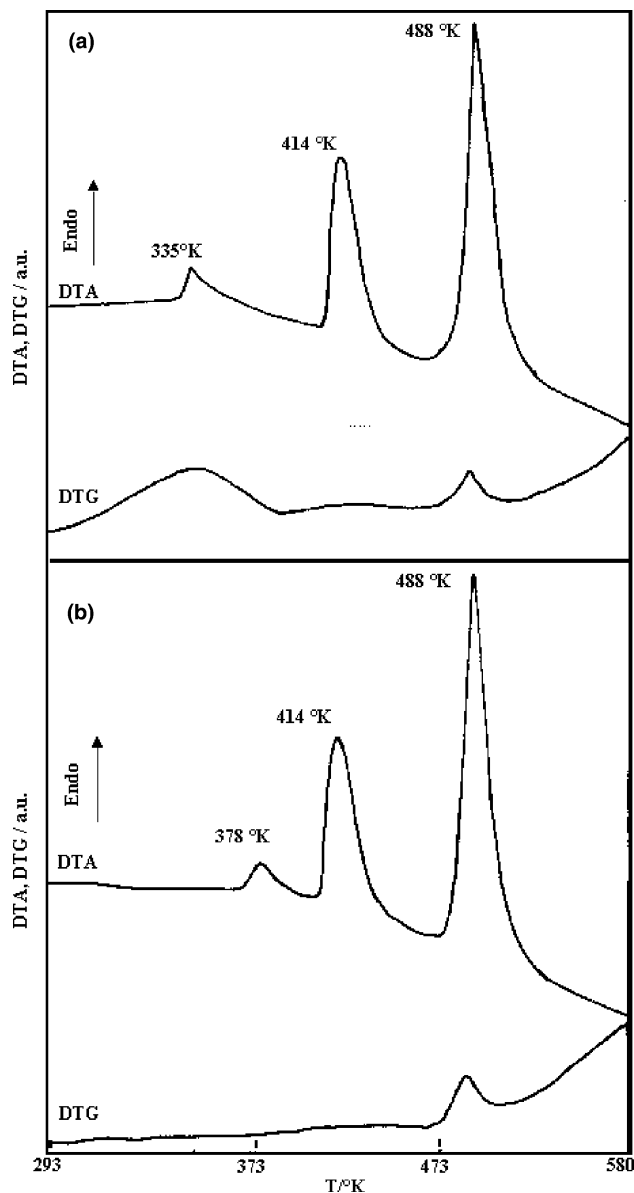 (a)
488 °K
414 °K
Endo
335°K
DTA
DTA, DTG / a.u.
.....
DTG
(b)
488 °K
414 °K
Endo
378 °K
DTA
DTA, DTG / a.u.
DTG
293 373 473 580
T/°K